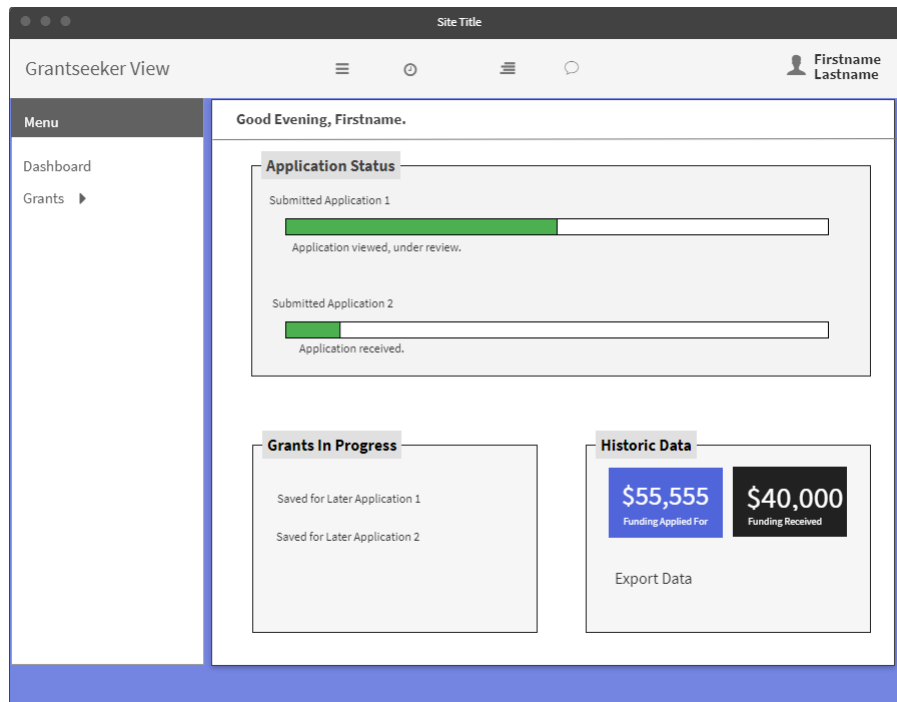 Site Title
Grantseeker View
Firstname
Lastname
Menu
Dashboard
Grants
Good Evening, Firstname.
Application Status
Submitted Application 1
Application viewed, under review.
Submitted Application 2
Application received.
Grants In Progress
Saved for Later Application 1
Saved for Later Application 2
Historic Data
$55,555
Funding Applied For
$40,000
Funding Received
Export Data